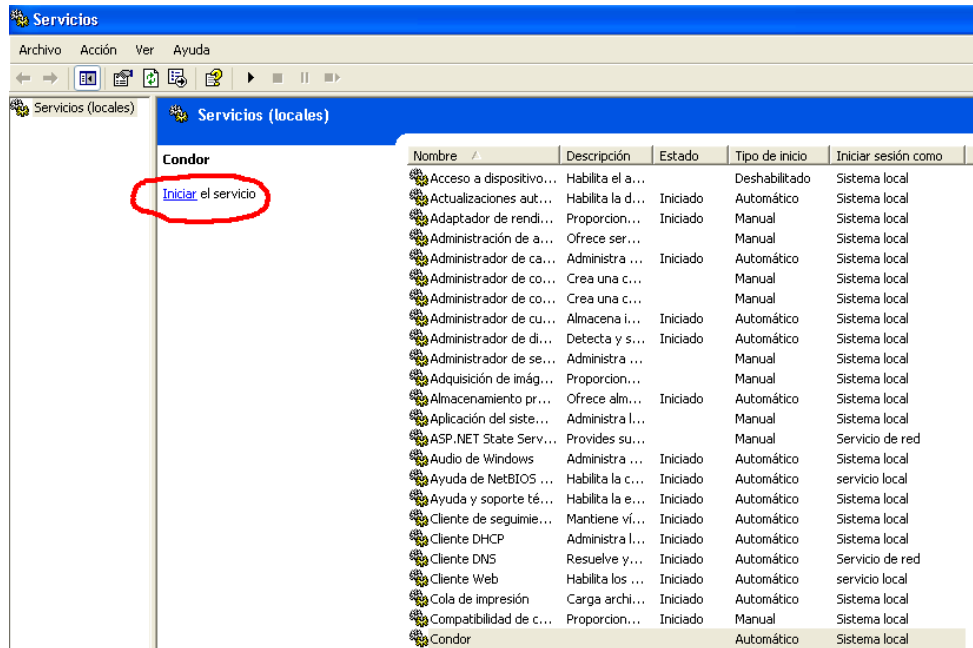 Servicios
Archivo Acción Ver Ayuda
Servicios (locales)
Servicios (locales)
Condor
Iniciar el servicio
Nombre Descripción Estado Tipo de inicio Iniciar sesión como
Acceso a dispositivo... Habilita el a... Deshabilitado Sistema local
Actualizaciones aut... Habilita la d... Iniciado Automático Sistema local
Adaptador de rendi... Proporcion... Iniciado Manual Sistema local
Administración de a... Ofrece ser... Manual Sistema local
Administrador de ca... Administra ... Iniciado Automático Sistema local
Administrador de co... Crea una c... Manual Sistema local
Administrador de co... Crea una c... Manual Sistema local
Administrador de cu... Almacena i... Iniciado Automático Sistema local
Administrador de di... Detecta y s... Iniciado Automático Sistema local
Administrador de se... Administra ... Manual Sistema local
Adquisición de imág... Proporcion... Manual Sistema local
Almacenamiento pr... Ofrece alm... Iniciado Automático Sistema local
Aplicación del siste... Administra l... Manual Sistema local
ASP.NET State Serv... Provides su... Manual Servicio de red
Audio de Windows Administra ... Iniciado Automático Sistema local
Ayuda de NetBIOS ... Habilita la c... Iniciado Automático servicio local
Ayuda y soporte té... Habilita la e... Iniciado Automático Sistema local
Cliente de seguimie... Mantiene ví... Iniciado Automático Sistema local
Cliente DHCP Administra l... Iniciado Automático Sistema local
Cliente DNS Resuelve y... Iniciado Automático Servicio de red
Cliente Web Habilita los ... Iniciado Automático servicio local
Cola de impresión Carga archi... Iniciado Automático Sistema local
Compatibilidad de c... Proporcion... Iniciado Manual Sistema local
Condor Automático Sistema local